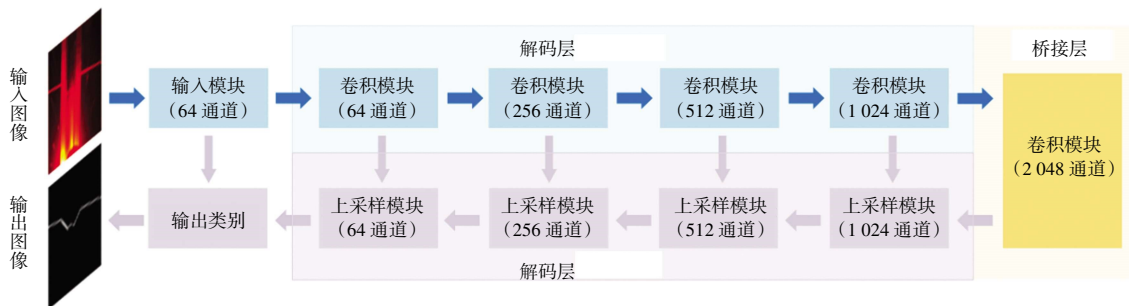 解码层
桥接层
输入图像
输入模块
(64 通道)
卷积模块
(64 通道)
卷积模块
(256 通道)
卷积模块
(512 通道)
卷积模块
(1 024 通道)
卷积模块
(2 048 通道)
输出图像
输出类别
上采样模块
(64 通道)
上采样模块
(256 通道)
上采样模块
(512 通道)
上采样模块
(1 024 通道)
解码层